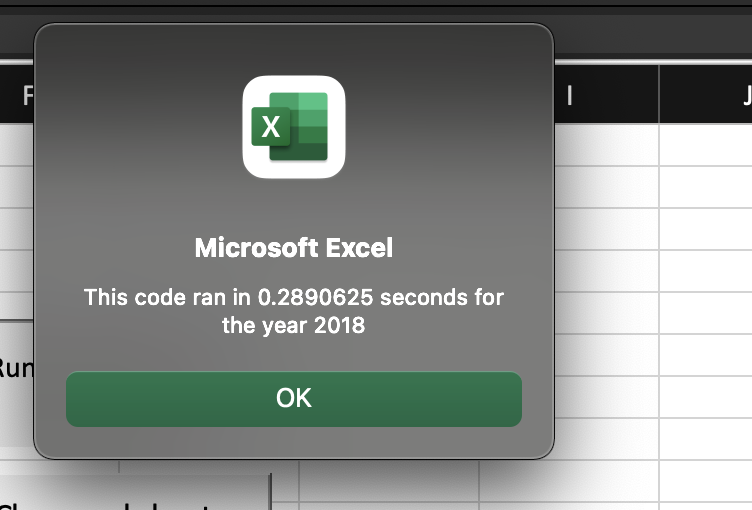 F
I
J
X
Microsoft Excel
This code ran in 0.2890625 seconds for
the year 2018
Run
OK